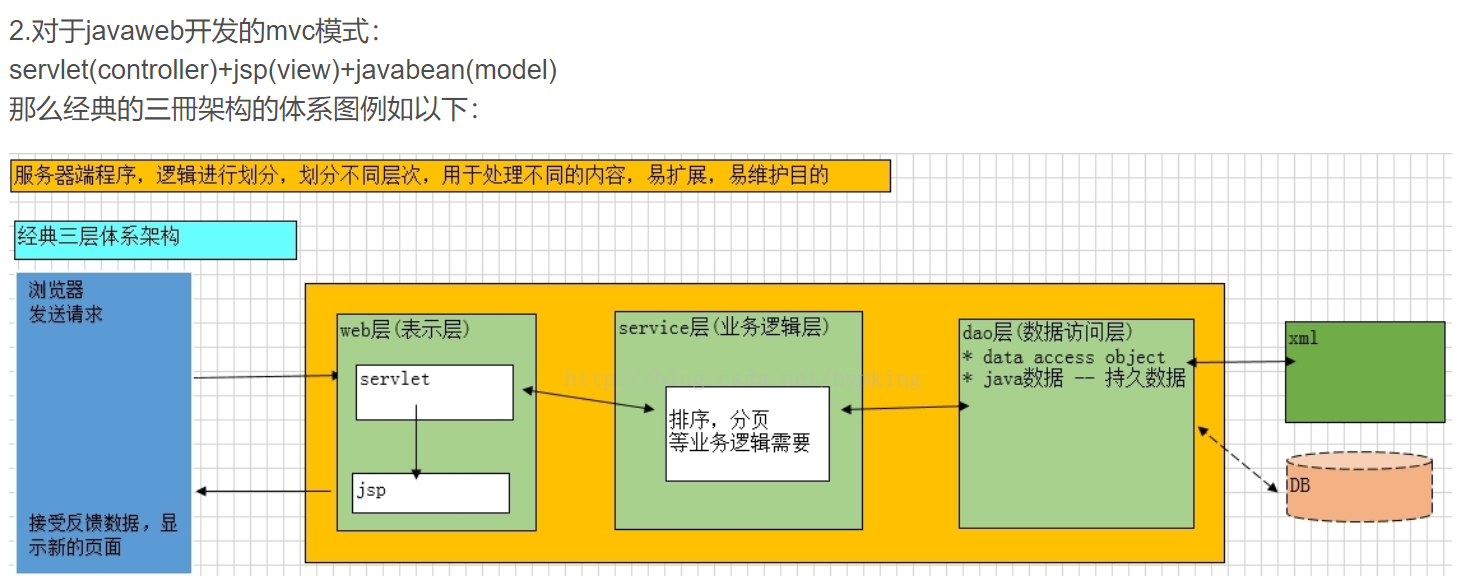 2.对于javaweb开发的mvc模式：
servlet(controller)+jsp(view)+javabean(model)
那么经典的三冊架构的体系图例如以下：
服务器端程序，逻辑进行划分，划分不同层次，用于处理不同的内容，易扩展，易维护目的
经典三层体系架构
浏览器
发送请求
web层(表示层)
servlet
jsp
service层(业务逻辑层)
排序，分页
等业务逻辑需要
dao层(数据访问层)
* data access object
* java数据 -- 持久数据
xml
DB
接受反馈数据，显
示新的页面